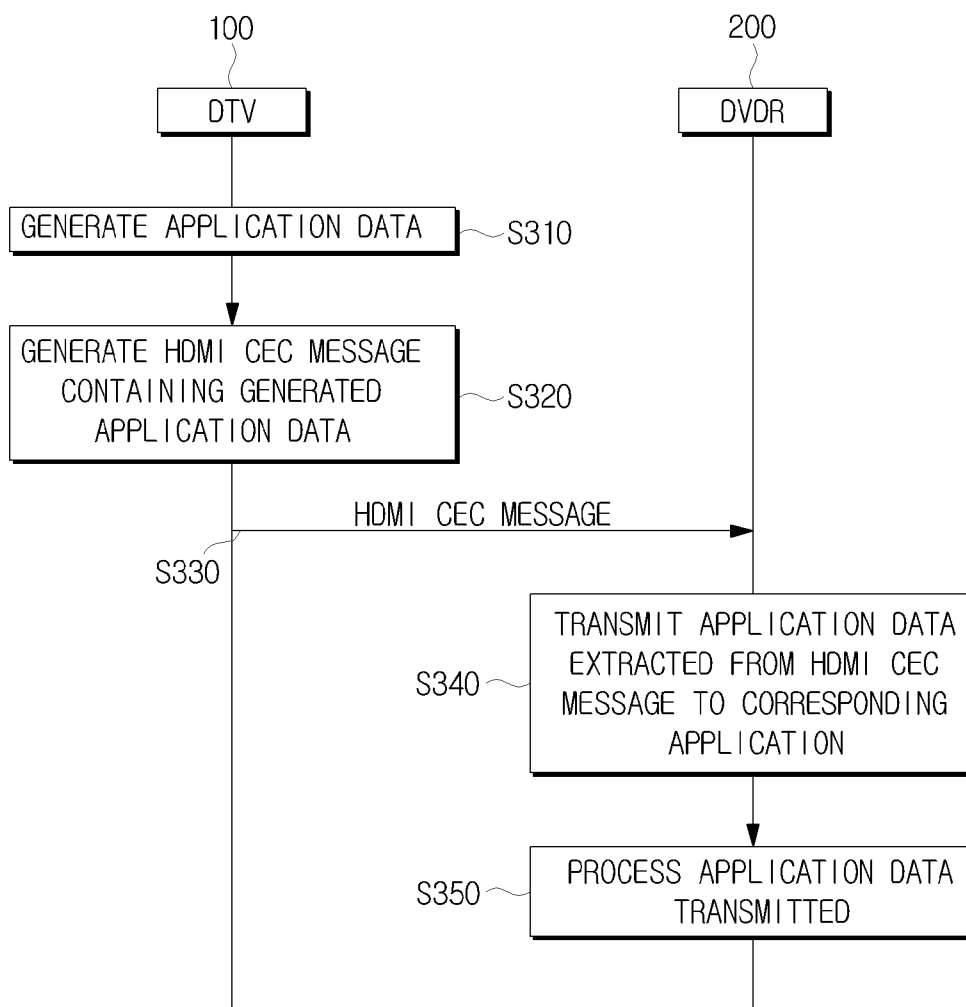 100
200
DTV
DVDR
GENERATE APPLICATION DATA
S310
GENERATE HDMI CEC MESSAGE
CONTAINING GENERATED
APPLICATION DATA
S320
HDMI CEC MESSAGE
S330
TRANSMIT APPLICATION DATA
EXTRACTED FROM HDMI CEC
MESSAGE TO CORRESPONDING
APPLICATION
S340
PROCESS APPLICATION DATA
TRANSMITTED
S350